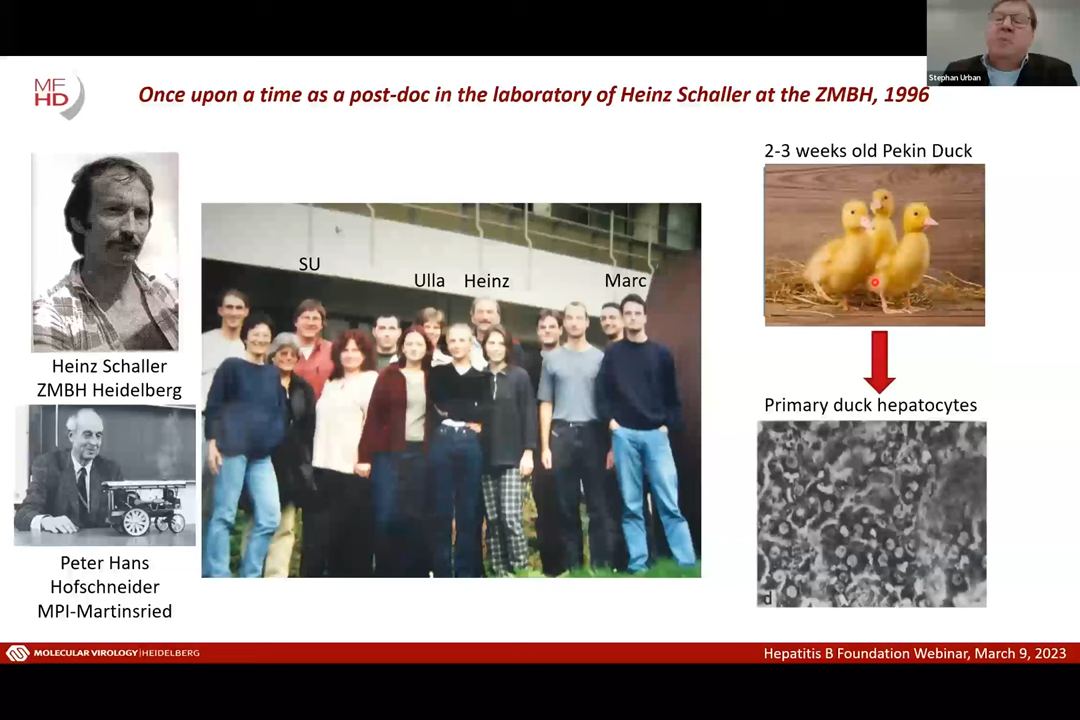 Stephan Urban
MF
HD
Once upon a time as a post-doc in the laboratory of Heinz Schaller at the ZMBH, 1996
Heinz Schaller
ZMBH Heidelberg
Peter Hans
Hofschneider
MPI-Martinsried
SU
Ulla
Heinz
Marc
2-3 weeks old Pekin Duck
Primary duck hepatocytes
d
MOLECULAR VIROLOGY|HEIDELBERG
Hepatitis B Foundation Webinar, March 9, 2023